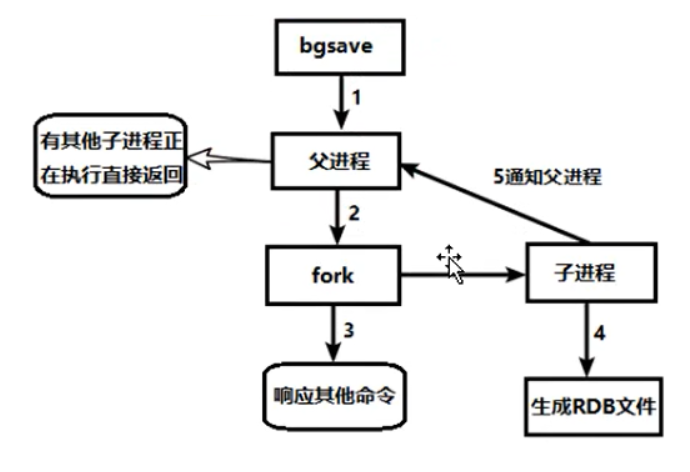 bgsave
1
有其他子进程正
在执行直接返回
父进程
5通知父进程
2
fork
子进程
3
4
响应其他命令
生成RDB文件